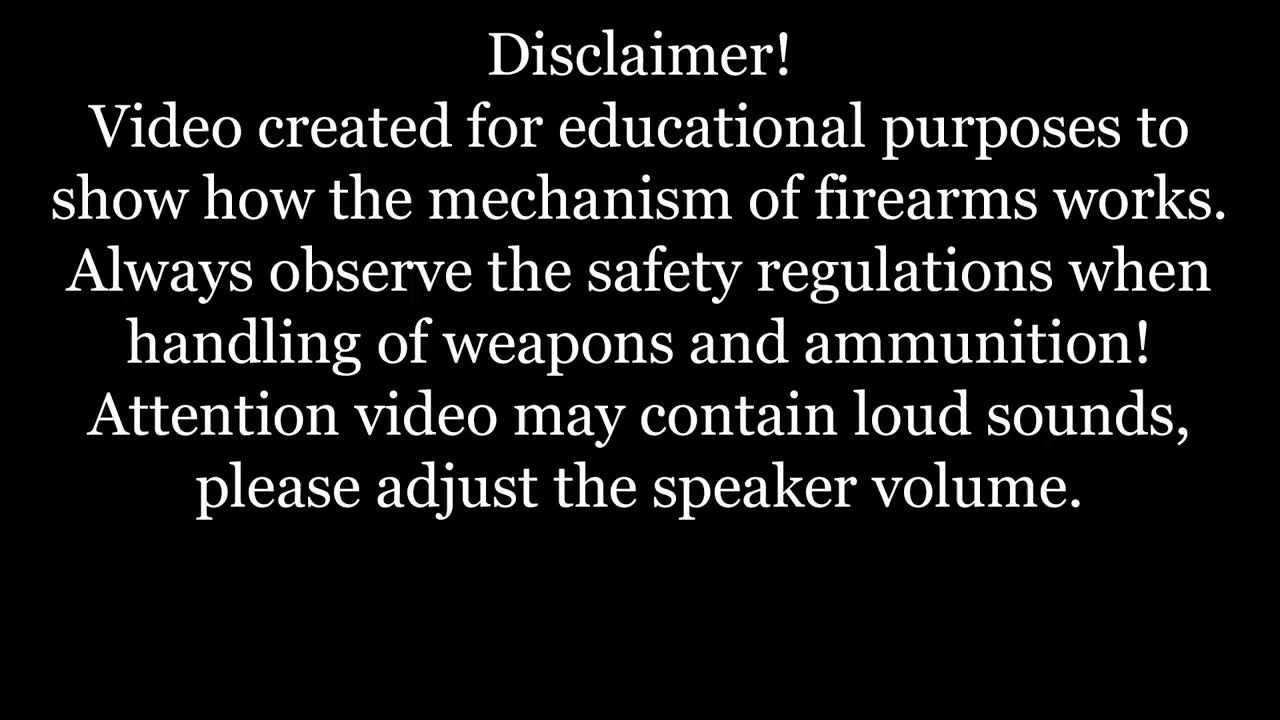 Disclaimer!
Video created for educational purposes to
show how the mechanism of firearms works.
Always observe the safety regulations when
handling of weapons and ammunition!
Attention video may contain loud sounds,
please adjust the speaker volume.